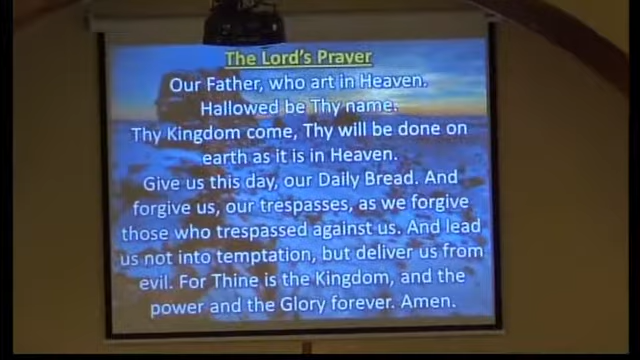 The Lord's Prayer
Our Father, who art in Heaven.
Hallowed be Thy name.
Thy Kingdom come, Thy will be done on
earth as it is in Heaven.
Give us this day, our Daily Bread. And
forgive us, our trespasses, as we forgive
those who trespassed against us. And lead
us not into temptation, but deliver us from
evil. For Thine is the Kingdom, and the
power and the Glory forever. Amen.